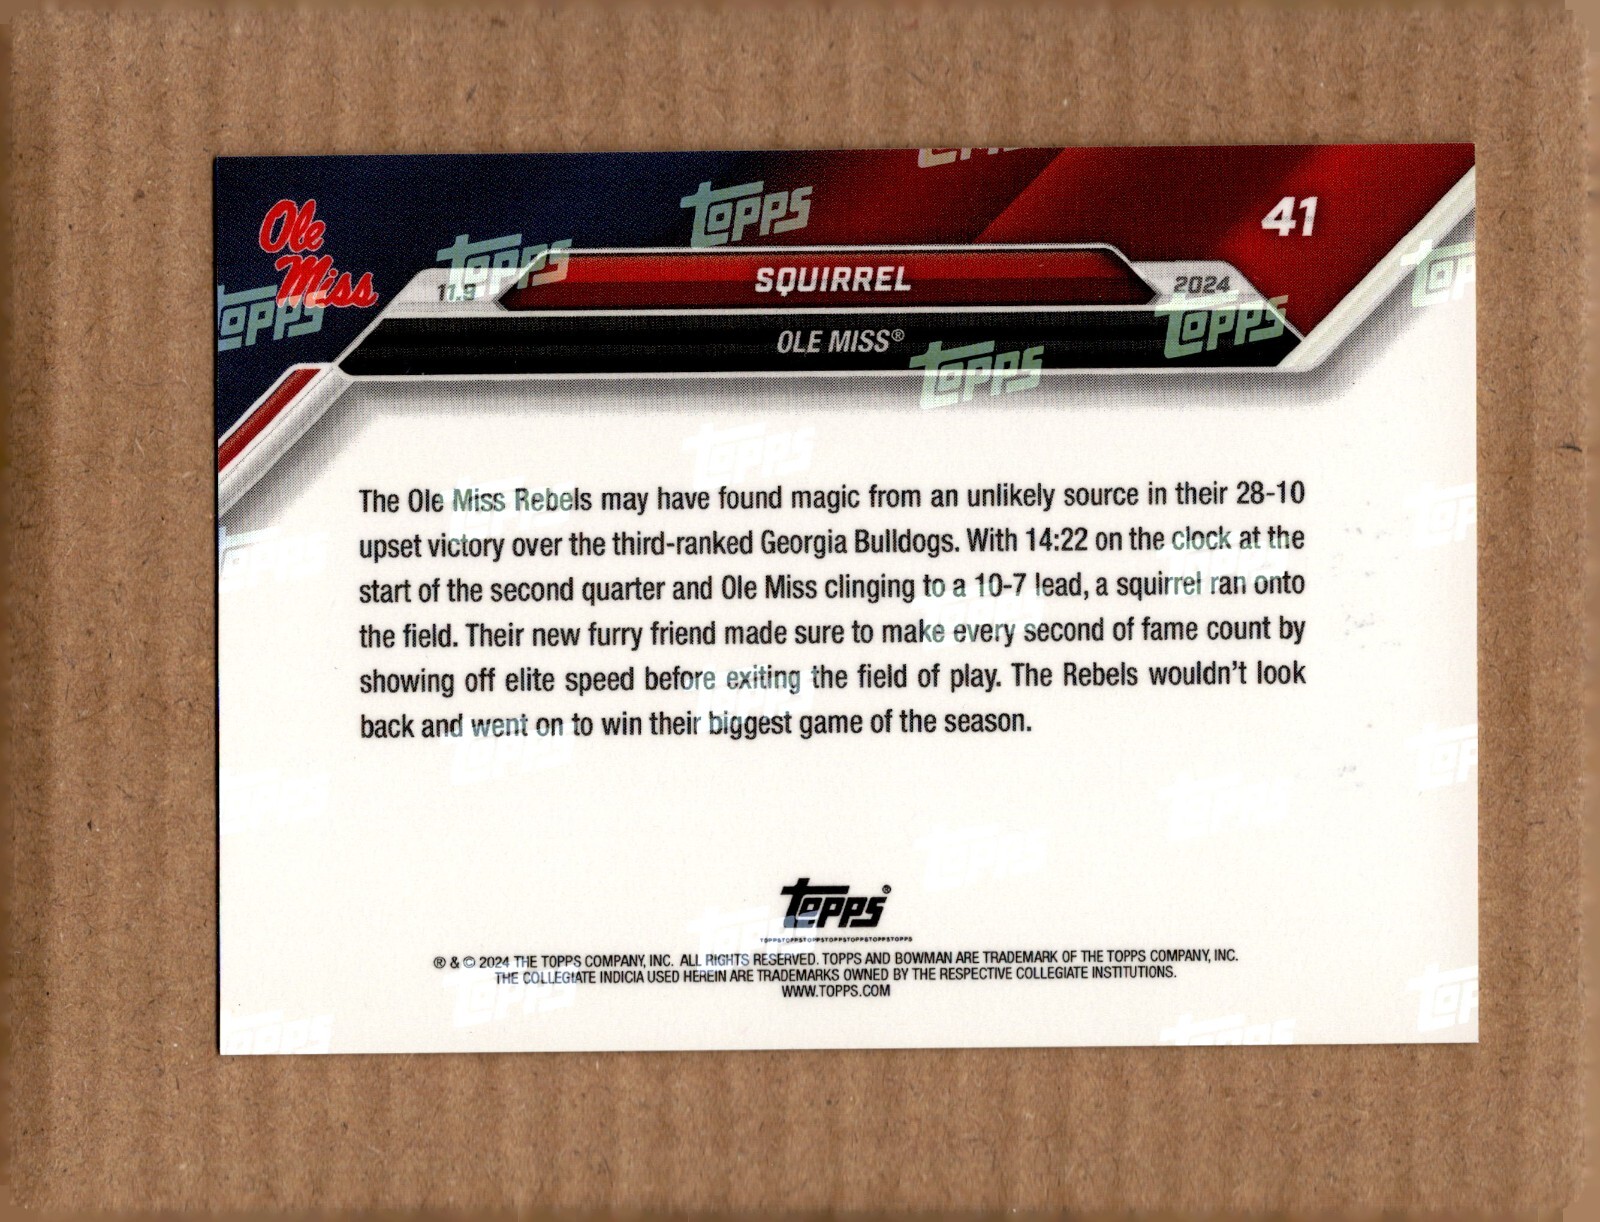 Ole
Miss
41
11.9
SQUIRREL
2024
OLE MISS®
The Ole Miss Rebels may have found magic from an unlikely source in their 28-10
upset victory over the third-ranked Georgia Bulldogs. With 14:22 on the clock at the
start of the second quarter and Ole Miss clinging to a 10-7 lead, a squirrel ran onto
the field. Their new furry friend made sure to make every second of fame count by
showing off elite speed before exiting the field of play. The Rebels wouldn't look
back and went on to win their biggest game of the season.
Topps®
TOPPSTOPPSTOPPSTOPPSTOPPSTOPPSTOPPS
® & © 2024 THE TOPPS COMPANY, INC. ALL RIGHTS RESERVED. TOPPS AND BOWMAN ARE TRADEMARK OF THE TOPPS COMPANY, INC.
THE COLLEGIATE INDICIA USED HEREIN ARE TRADEMARKS OWNED BY THE RESPECTIVE COLLEGIATE INSTITUTIONS.
WWW.TOPPS.COM